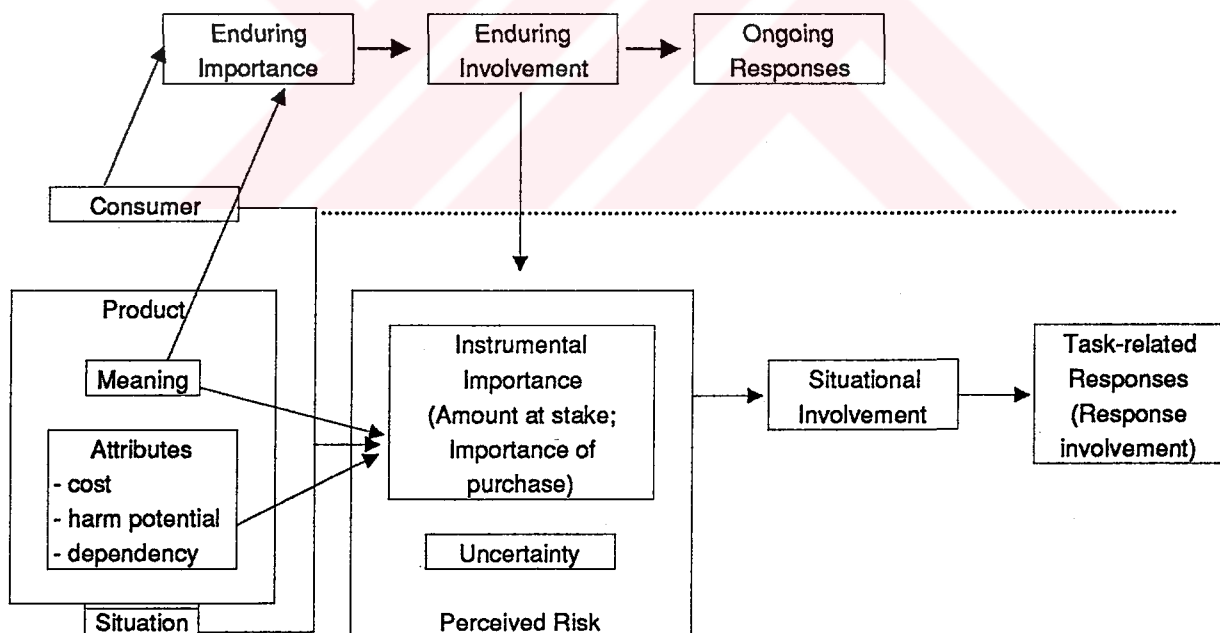 Enduring
Importance
Enduring
Involvement
Ongoing
Responses
Consumer
Product
Meaning
Attributes
- cost
- harm potential
- dependency
Situation
Instrumental
Importance
(Amount at stake;
Importance of
purchase)
Uncertainty
Perceived Risk
Situational
Involvement
Task-related
Responses
(Response
involvement)